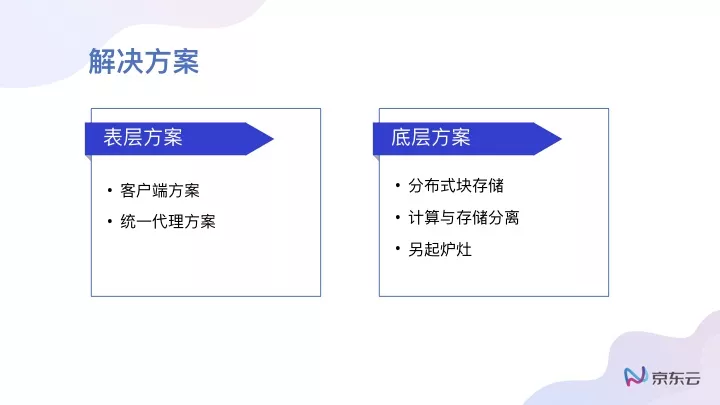 解决方案
表层方案
• 客户端方案
• 统一代理方案
底层方案
• 分布式块存储
• 计算与存储分离
• 另起炉灶
京东云